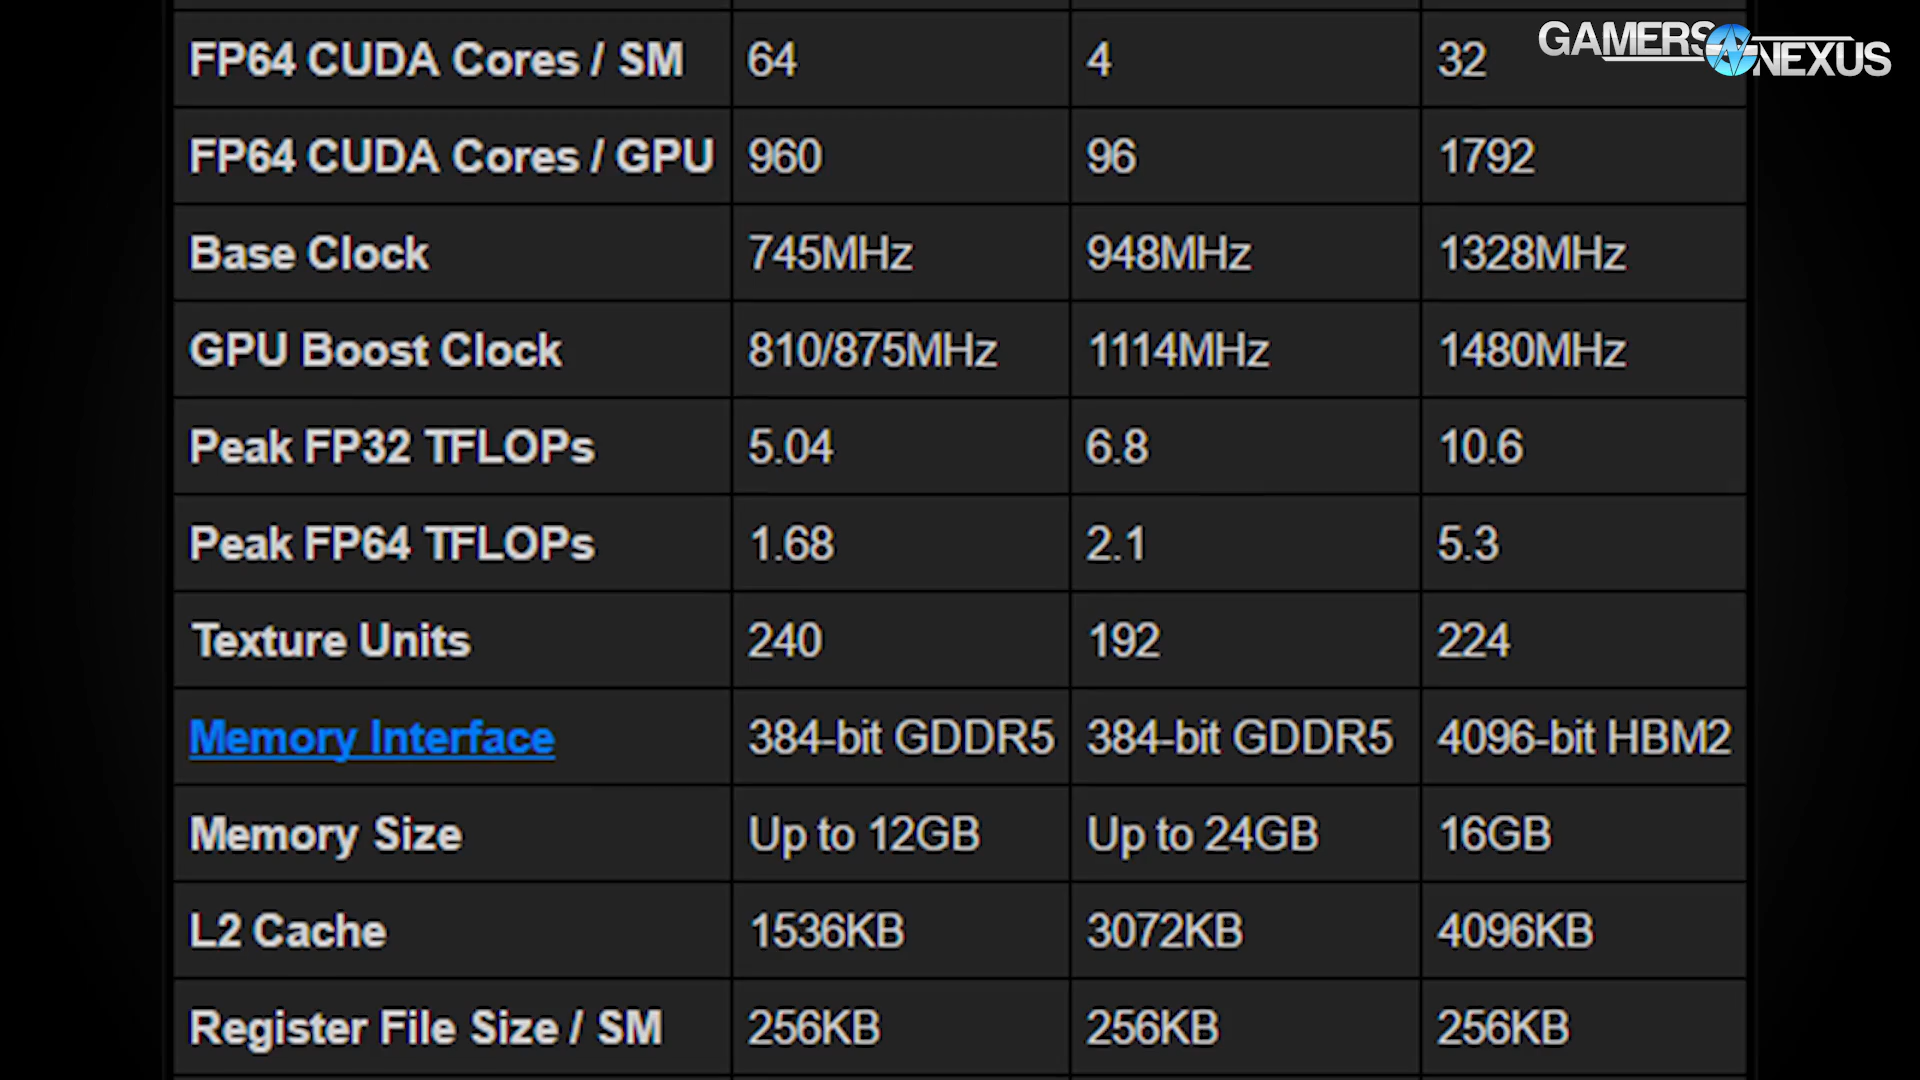 GAMERS NEXUS
FP64 CUDA Cores / SM 64 4 32
FP64 CUDA Cores / GPU 960 96 1792
Base Clock 745MHz 948MHz 1328MHz
GPU Boost Clock 810/875MHz 1114MHz 1480MHz
Peak FP32 TFLOPs 5.04 6.8 10.6
Peak FP64 TFLOPs 1.68 2.1 5.3
Texture Units 240 192 224
Memory Interface 384-bit GDDR5 384-bit GDDR5 4096-bit HBM2
Memory Size Up to 12GB Up to 24GB 16GB
L2 Cache 1536KB 3072KB 4096KB
Register File Size / SM 256KB 256KB 256KB